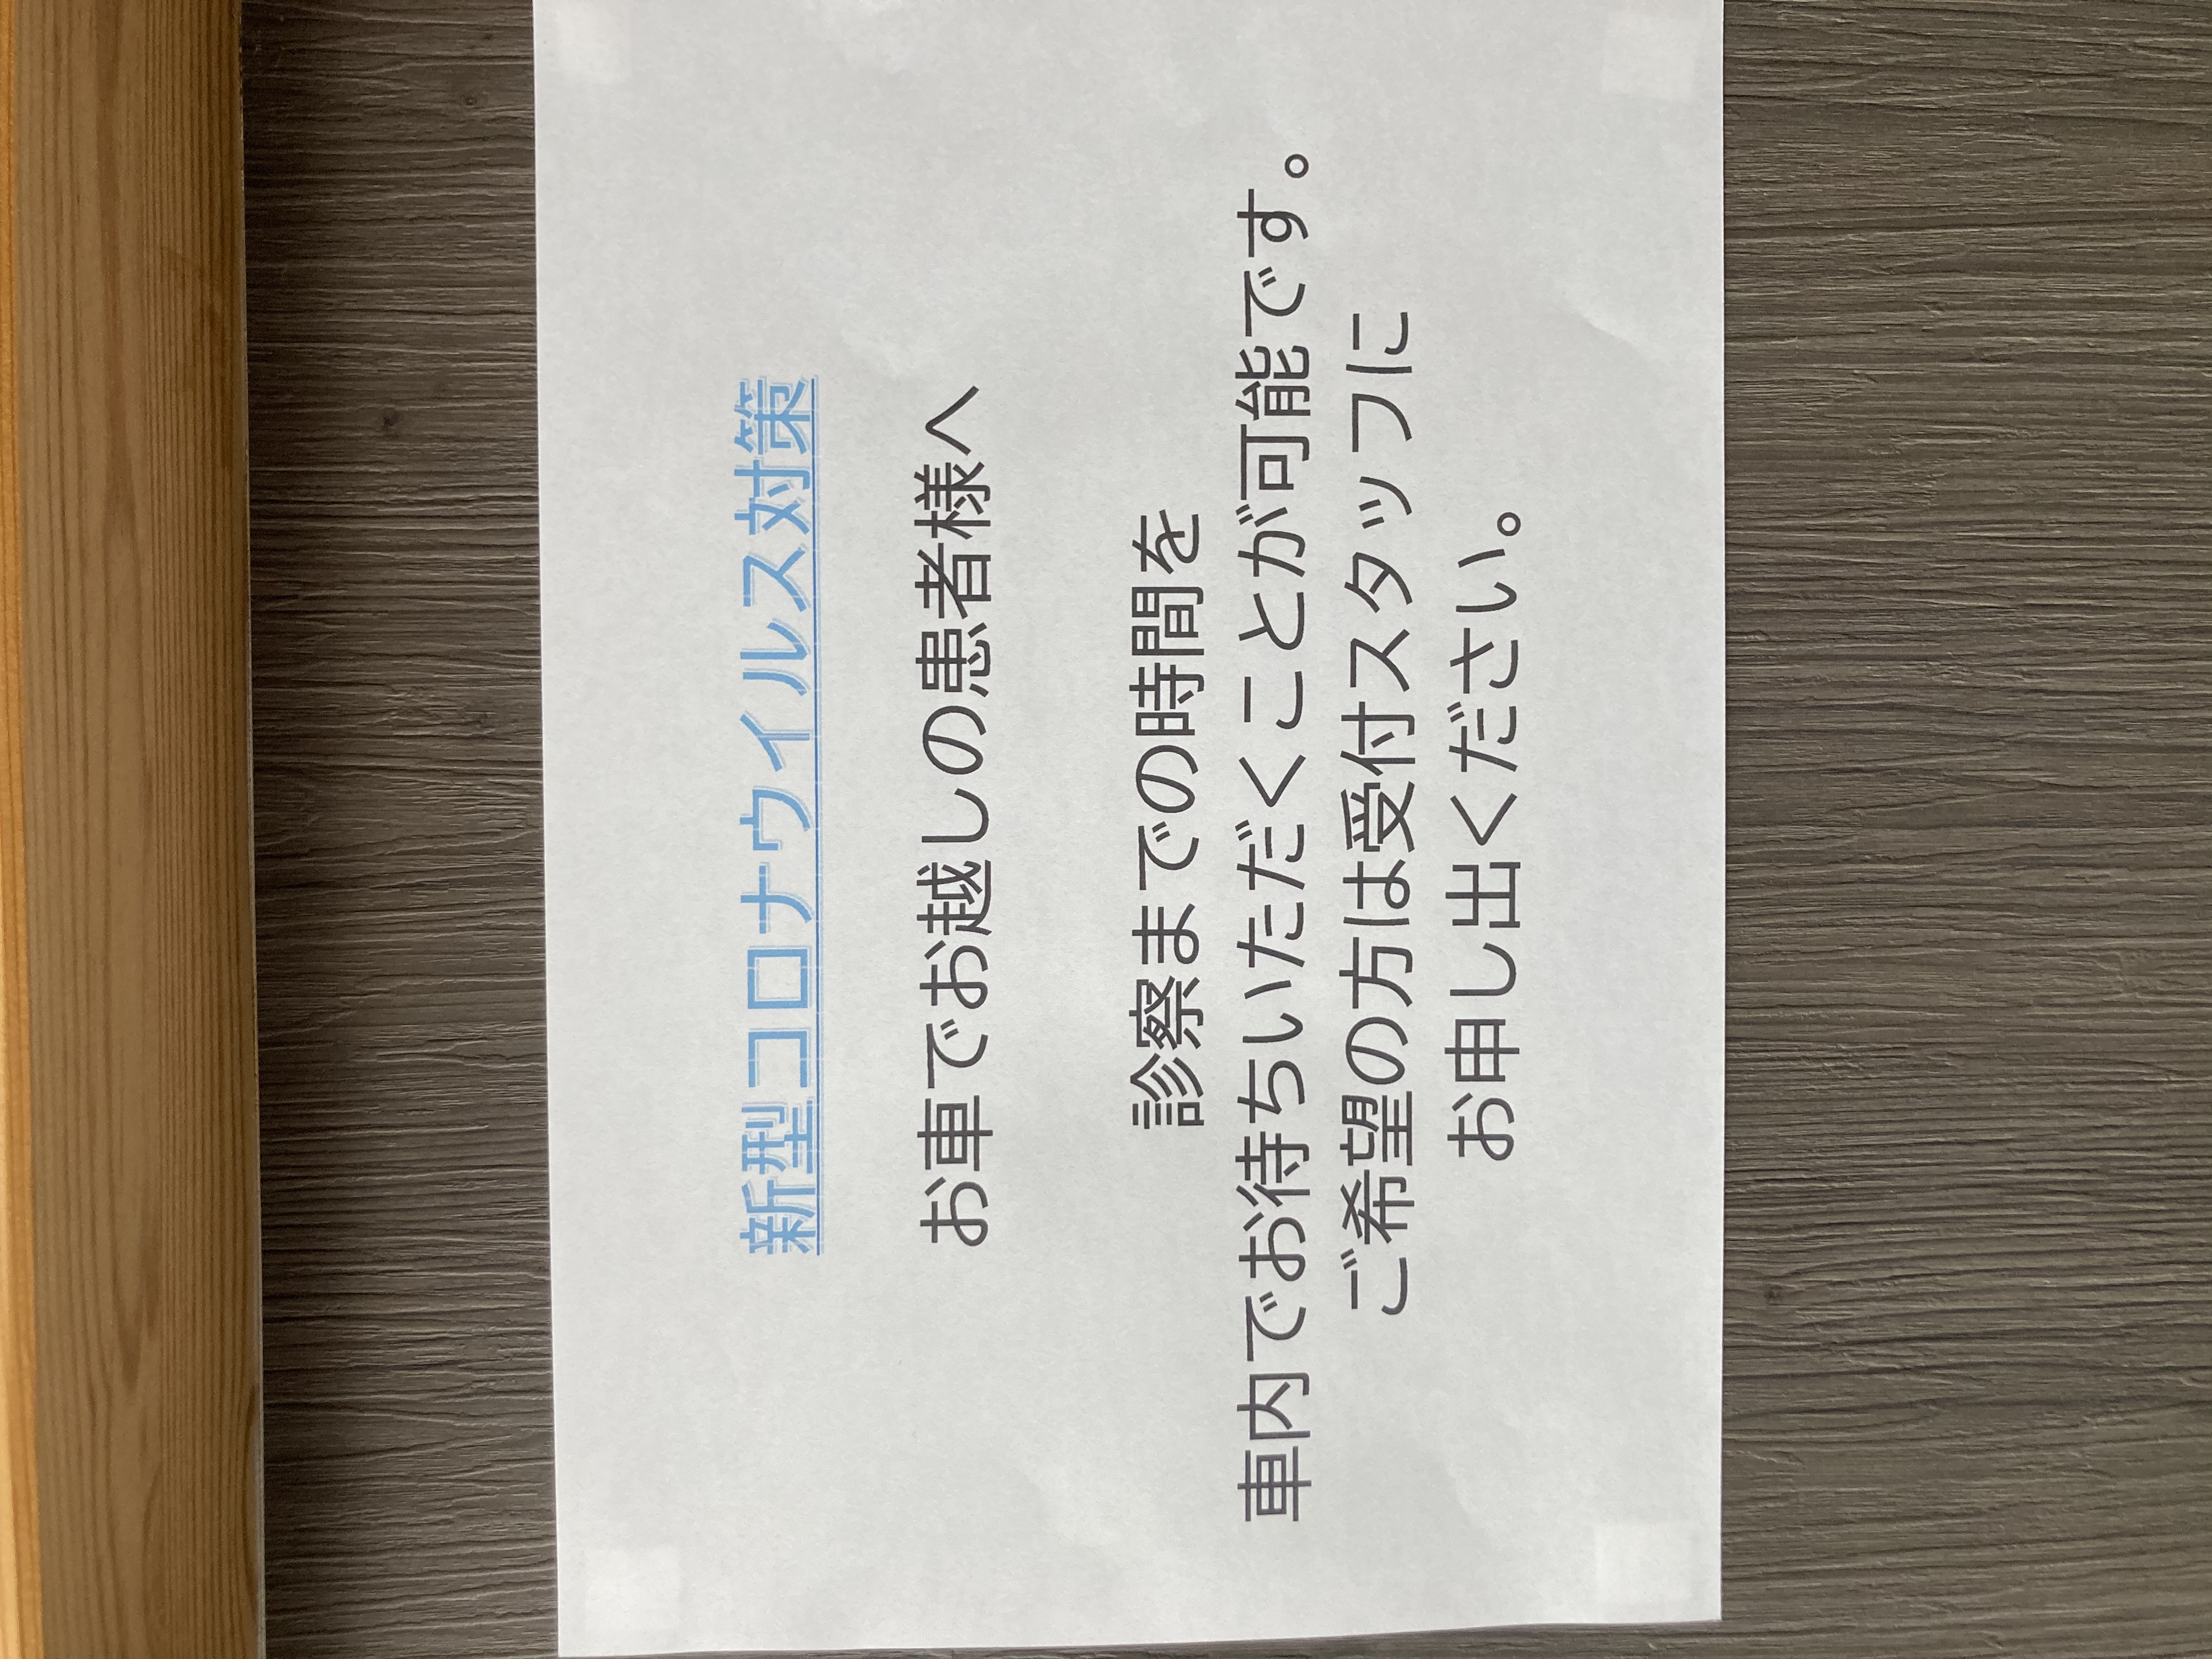 新型コロナウイルス対策
お車でお越しの患者様へ
診察までの時間を
車内でお待ちいただくことが可能です。
ご希望の方は受付スタッフに
お申し出ください。